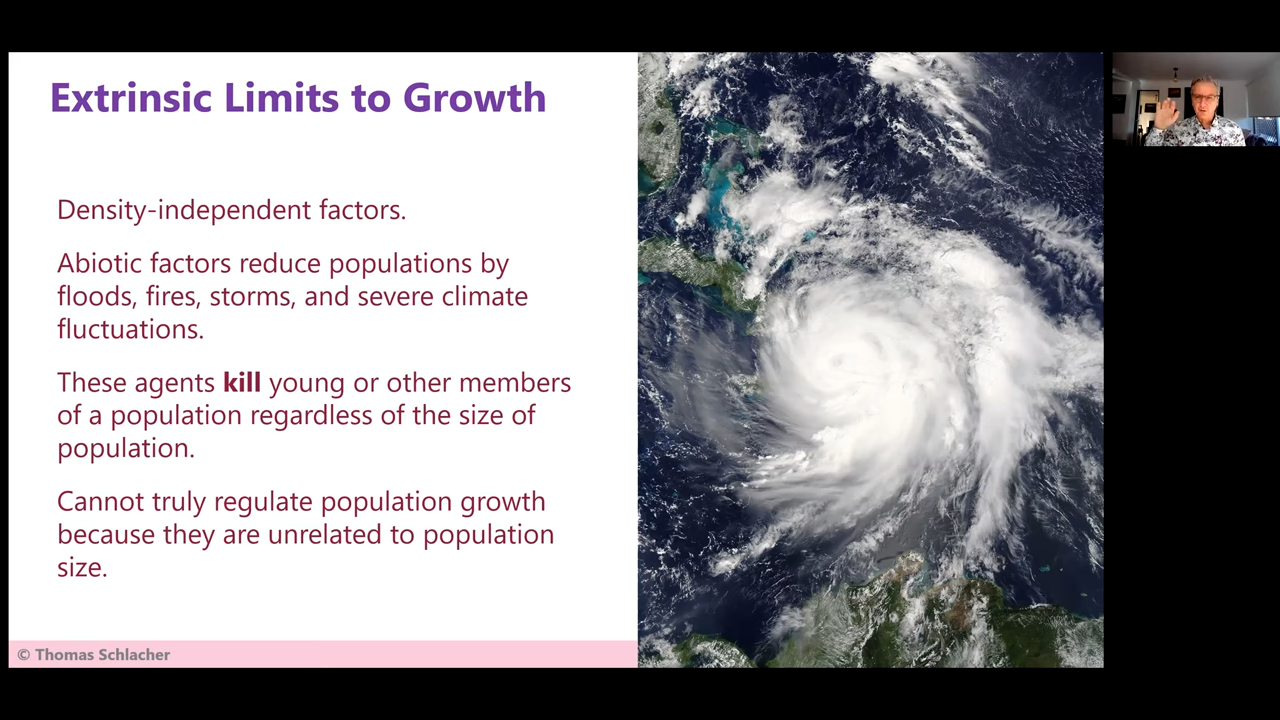 Extrinsic Limits to Growth
Density-independent factors.
Abiotic factors reduce populations by
floods, fires, storms, and severe climate
fluctuations.
These agents kill young or other members
of a population regardless of the size of
population.
Cannot truly regulate population growth
because they are unrelated to population
size.
© Thomas Schlacher